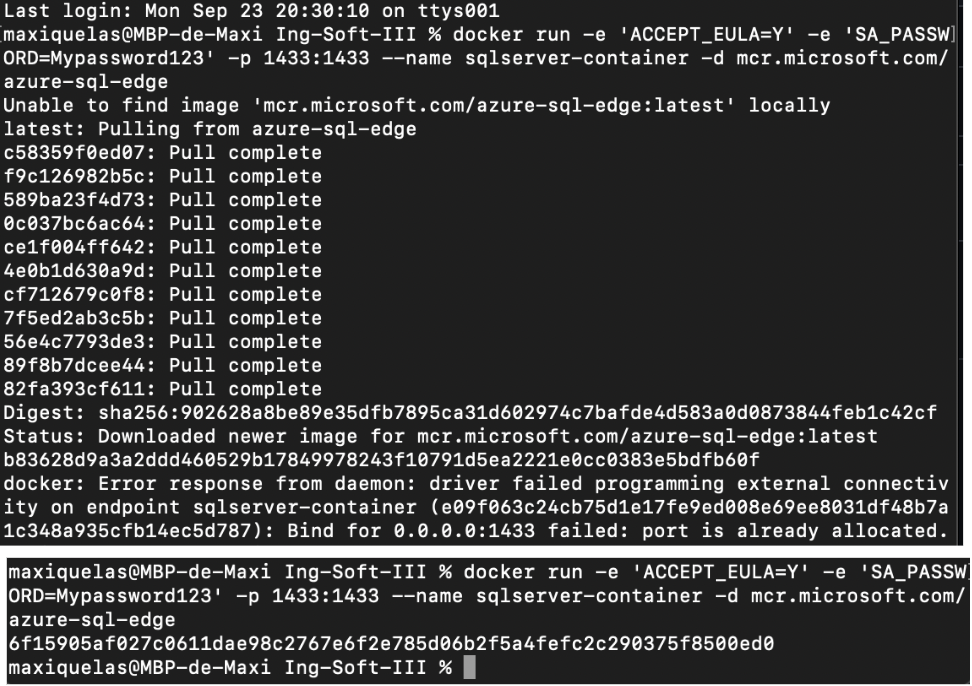 Last login: Mon Sep 23 20:30:10 on ttys001
[maxiquelas@MBP-de-Maxi Ing-Soft-III % docker run -e 'ACCEPT_EULA=Y' -e 'SA_PASSW]
ORD=Mypassword123' -p 1433:1433 --name sqlserver-container -d mcr.microsoft.com/
azure-sql-edge
Unable to find image 'mcr.microsoft.com/azure-sql-edge:latest' locally
latest: Pulling from azure-sql-edge
c58359f0ed07: Pull complete
f9c126982b5c: Pull complete
589ba23f4d73: Pull complete
0c037bc6ac64: Pull complete
ce1f004ff642: Pull complete
4e0b1d630a9d: Pull complete
cf712679c0f8: Pull complete
7f5ed2ab3c5b: Pull complete
56e4c7793de3: Pull complete
89f8b7dcee44: Pull complete
82fa393cf611: Pull complete
Digest: sha256:902628a8be89e35dfb7895ca31d602974c7bafde4d583a0d0873844feb1c42cf
Status: Downloaded newer image for mcr.microsoft.com/azure-sql-edge:latest
b83628d9a3a2ddd460529b17849978243f10791d5ea2221e0cc0383e5bdfb60f
docker: Error response from daemon: driver failed programming external connectiv
ity on endpoint sqlserver-container (e09f063c24cb75d1e17fe9ed008e69ee8031df48b7a
1c348a935cfb14ec5d787): Bind for 0.0.0.0:1433 failed: port is already allocated.
maxiquelas@MBP-de-Maxi Ing-Soft-III % docker run -e 'ACCEPT_EULA=Y' -e 'SA_PASSW]
ORD=Mypassword123' -p 1433:1433 --name sqlserver-container -d mcr.microsoft.com/
azure-sql-edge
6f15905af027c0611dae98c2767e6f2e785d06b2f5a4fefc2c290375f8500ed0
maxiquelas@MBP-de-Maxi Ing-Soft-III %